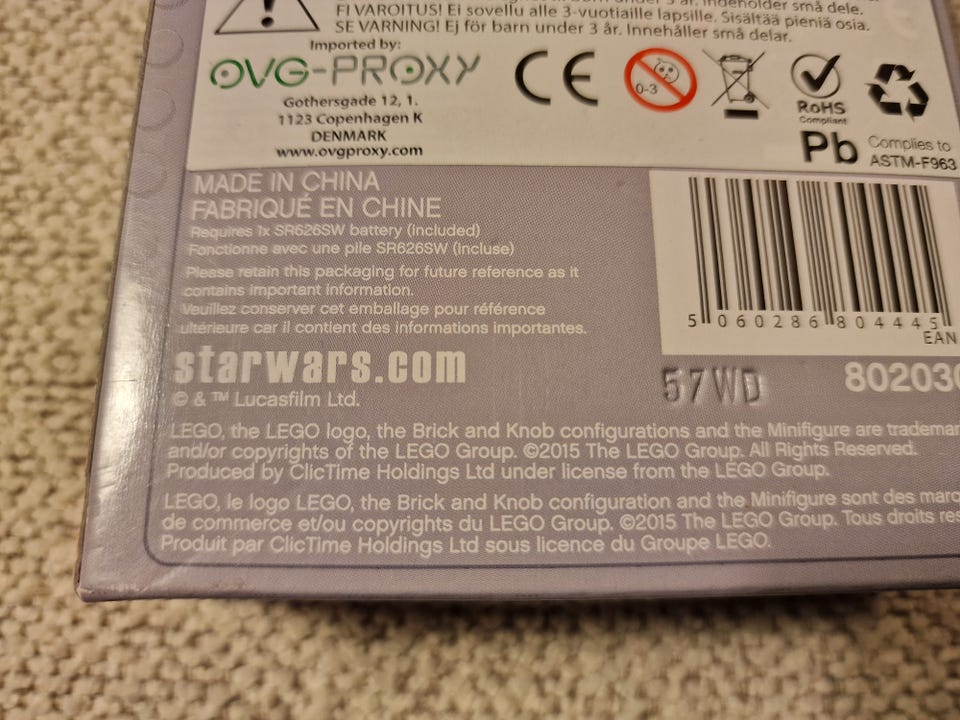 år. Indeholder små dele.
FI VAROITUS! Ei sovellu alle 3-vuotiaille lapsille. Sisältää pieniä osia.
SE VARNING! Ej för barn under 3 år. Innehåller små delar.
Imported by:
OVG-PROXY
Gothersgade 12, 1.
1123 Copenhagen K
DENMARK
www.ovgproxy.com
CE
0-3
RoHS
Compliant
Pb
Complies to
ASTM-F963
MADE IN CHINA
FABRIQUÉ EN CHINE
Requires 1x SR626SW battery (included)
Fonctionne avec une pile SR626SW (Incluse)
Please retain this packaging for future reference as it
contains important information.
Veuillez conserver cet emballage pour référence
ultérieure car il contient des informations importantes.
starwars.com
© & ™ Lucasfilm Ltd.
5 060286 804445
EAN
57WD
802030
LEGO, the LEGO logo, the Brick and Knob configurations and the Minifigure are
and/or copyrights of the LEGO Group. ©2015 The LEGO Group. All Rights Reserved.
Produced by ClicTime Holdings Ltd under license from the LEGO Group.
LEGO, le logo LEGO, the Brick and Knob configuration and the Minifigure sont des
de commerce et/ou copyrights du LEGO Group. ©2015 The LEGO Group. Tous droits
Produit par ClicTime Holdings Ltd sous licence du Groupe LEGO.